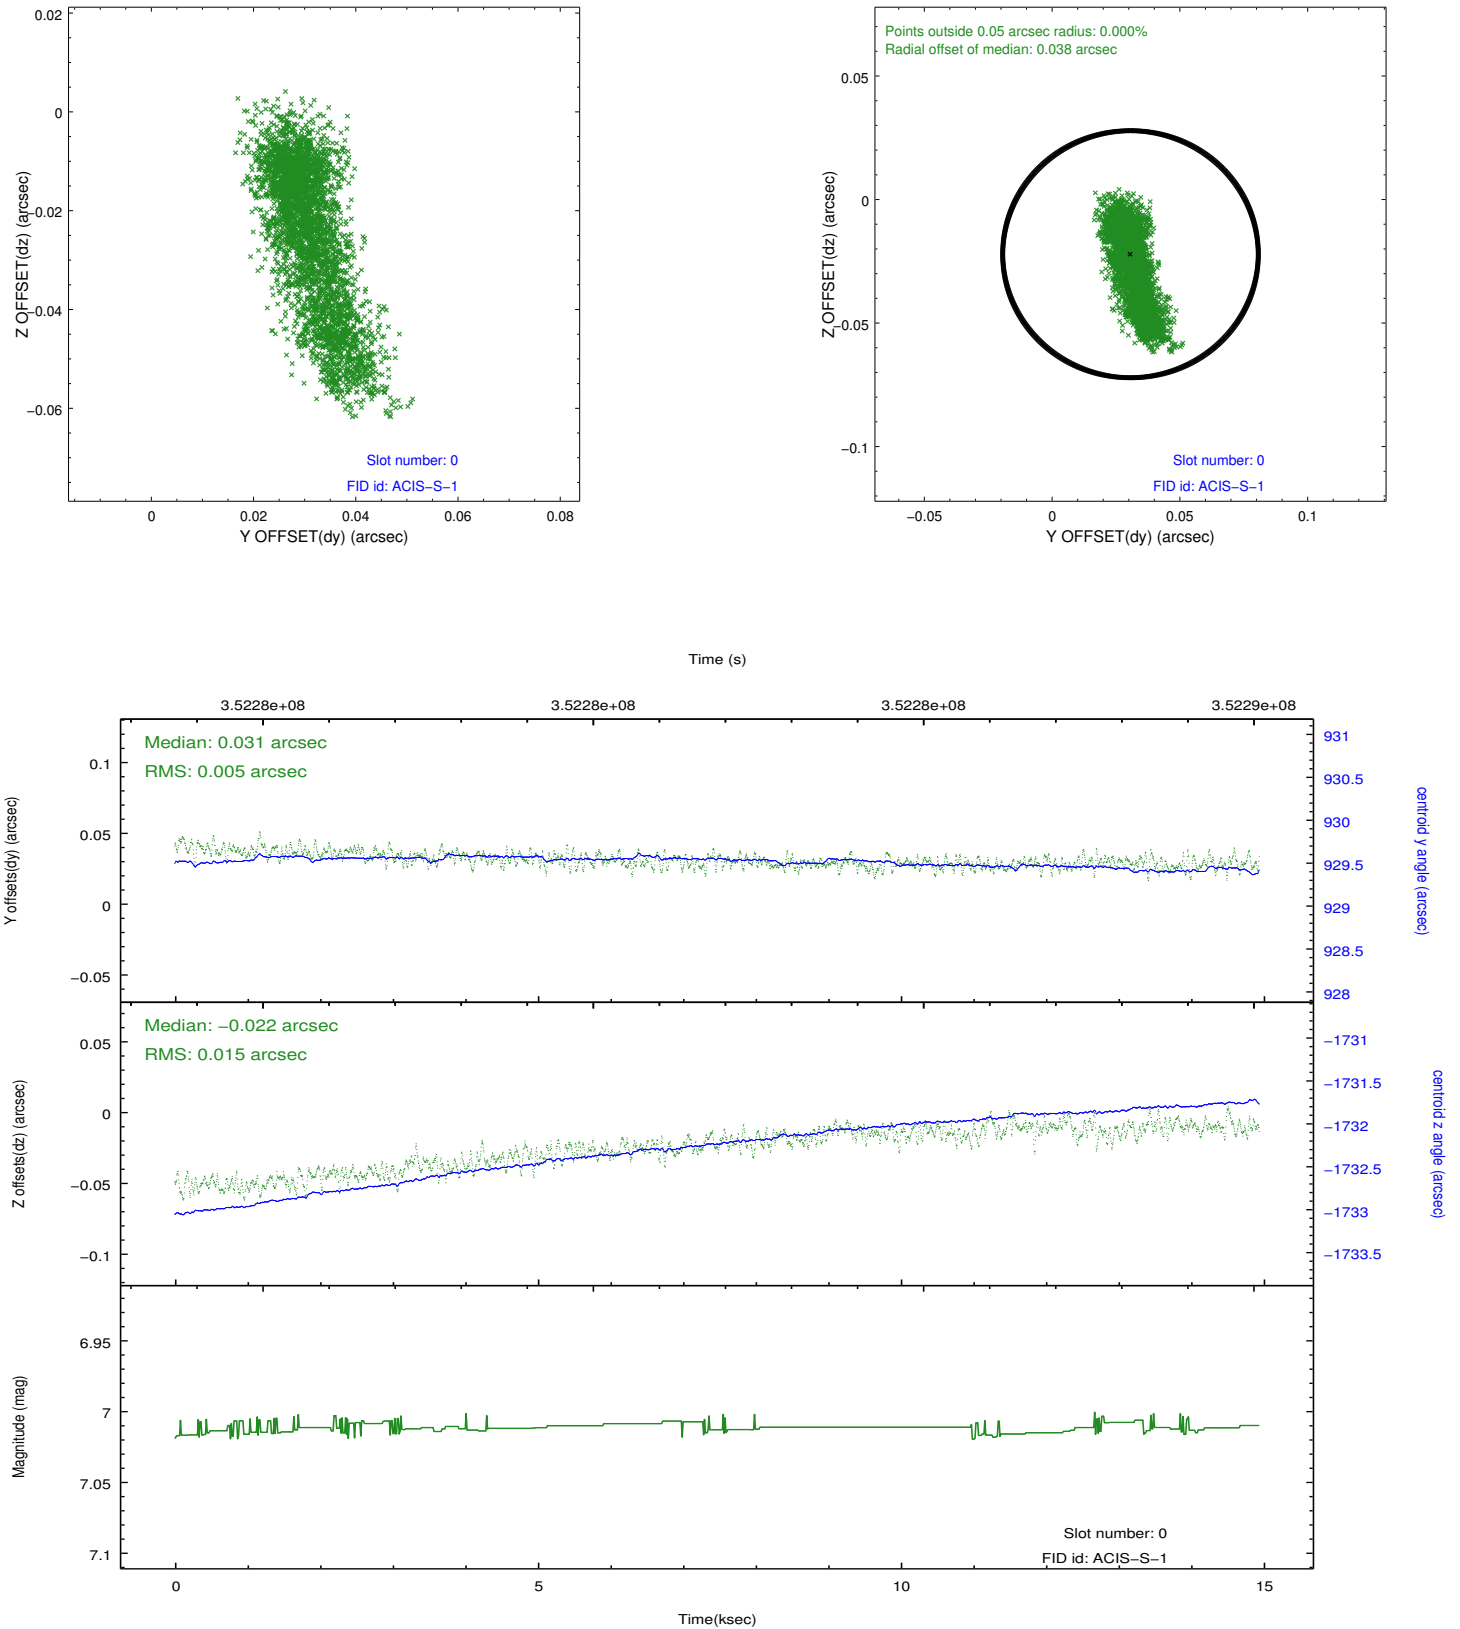 0.02
0
−0.02
−0.04
−0.06
Z OFFSET(dz) (arcsec)
Slot number: 0
FID id: ACIS−S−1
0
0.02
0.04
0.06
0.08
Y OFFSET(dy) (arcsec)
Points outside 0.05 arcsec radius: 0.000%
Radial offset of median: 0.038 arcsec
0.05
0
−0.05
−0.1
Z OFFSET(dz) (arcsec)
Slot number: 0
FID id: ACIS−S−1
−0.05
0
0.05
0.1
Y OFFSET(dy) (arcsec)
Time (s)
3.5228e+08
3.5228e+08
3.5228e+08
3.5229e+08
Median: 0.031 arcsec
RMS: 0.005 arcsec
0.1
0.05
0
−0.05
Y offsets(dy) (arcsec)
931
930.5
930
929.5
929
928.5
928
centroid y angle (arcsec)
Median: −0.022 arcsec
RMS: 0.015 arcsec
0.05
0
−0.05
−0.1
Z offsets(dz) (arcsec)
−1731
−1731.5
−1732
−1732.5
−1733
−1733.5
centroid z angle (arcsec)
6.95
7
7.05
7.1
Magnitude (mag)
Slot number: 0
FID id: ACIS−S−1
0
5
10
15
Time(ksec)